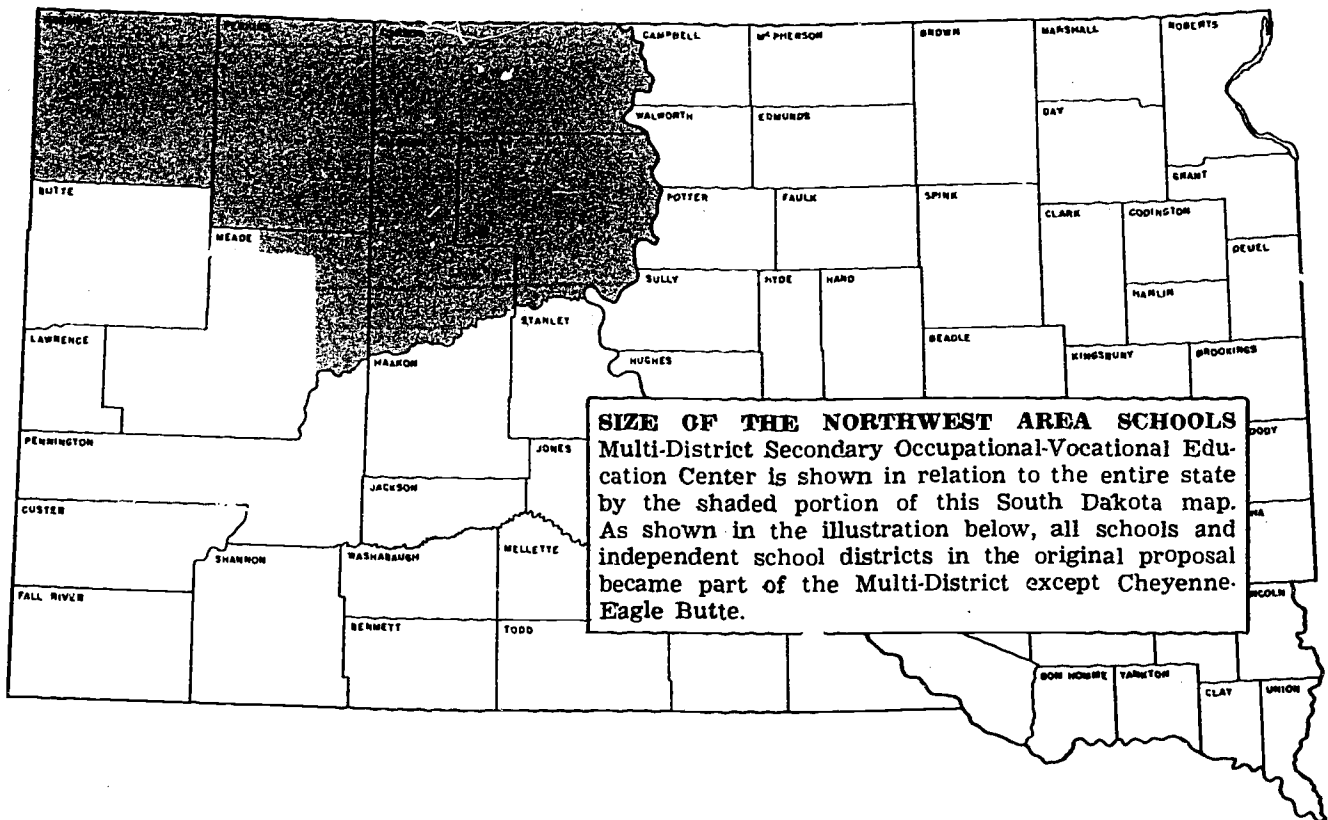 PERKINS
CAMPBELL
McPHERSON
BROWN
MARSHALL
ROBERTS
WALWORTH
EDMUNDS
DAY
GRANT
BUTTE
POTTER
FAULK
SPINK
CLARK
CODINGTON
MEADE
DEUEL
SULLY
HYDE
HAND
HAMLIN
STANLEY
LAWRENCE
BEADLE
HAAKON
HUGHES
KINGSBURY
BROOKINGS
SIZE OF THE NORTHWEST AREA SCHOOLS
Multi-District Secondary Occupational-Vocational Edu-
cation Center is shown in relation to the entire state
by the shaded portion of this South Dakota map.
As shown in the illustration below, all schools and
independent school districts in the original proposal
became part of the Multi-District except Cheyenne-
Eagle Butte.
PENNINGTON
JONES
OODY
JACKSON
CUSTER
HA
SHANNON
WASHABAUGH
MELLETTE
FALL RIVER
NCOLN
BENNETT
TODD
BON HOMME
YANKTON
CLAY
UNION